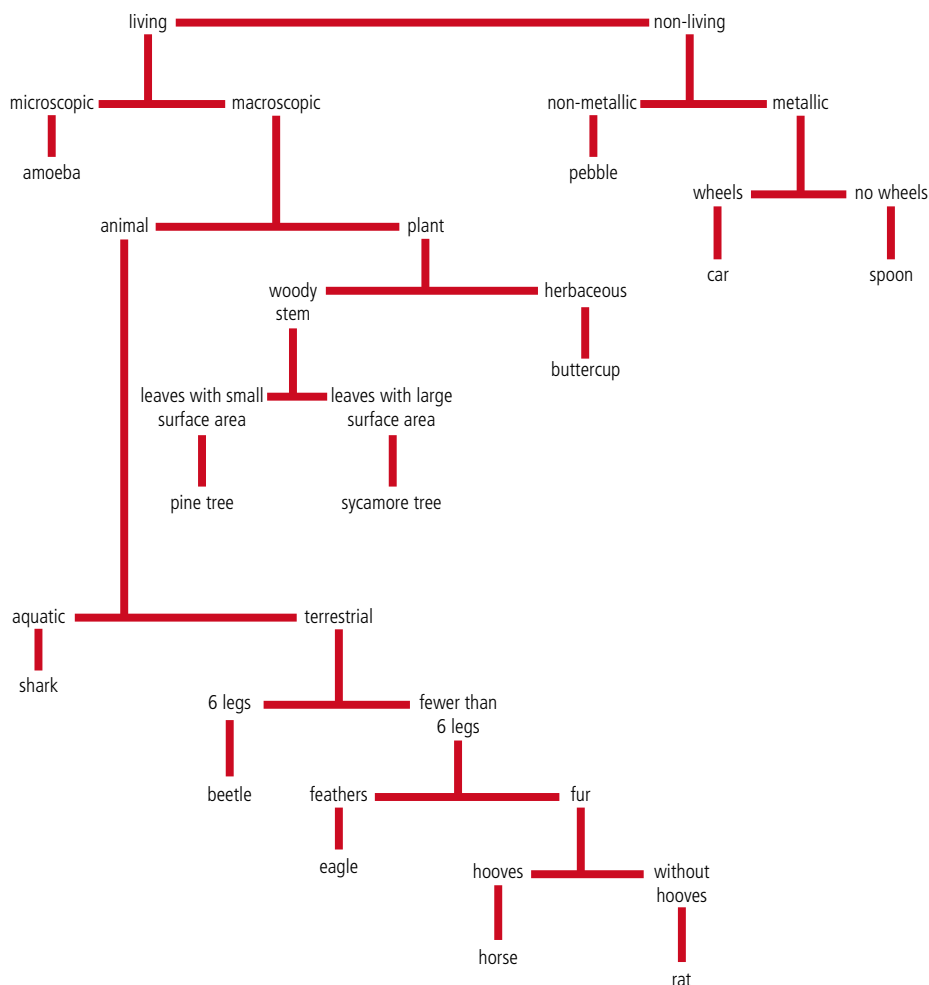 living
non-living
microscopic
macroscopic
non-metallic
metallic
amoeba
pebble
wheels
no wheels
animal
plant
car
spoon
woody
stem
herbaceous
buttercup
leaves with small
surface area
leaves with large
surface area
pine tree
sycamore tree
aquatic
terrestrial
shark
6 legs
fewer than
6 legs
beetle
feathers
fur
eagle
hooves
without
hooves
horse
rat